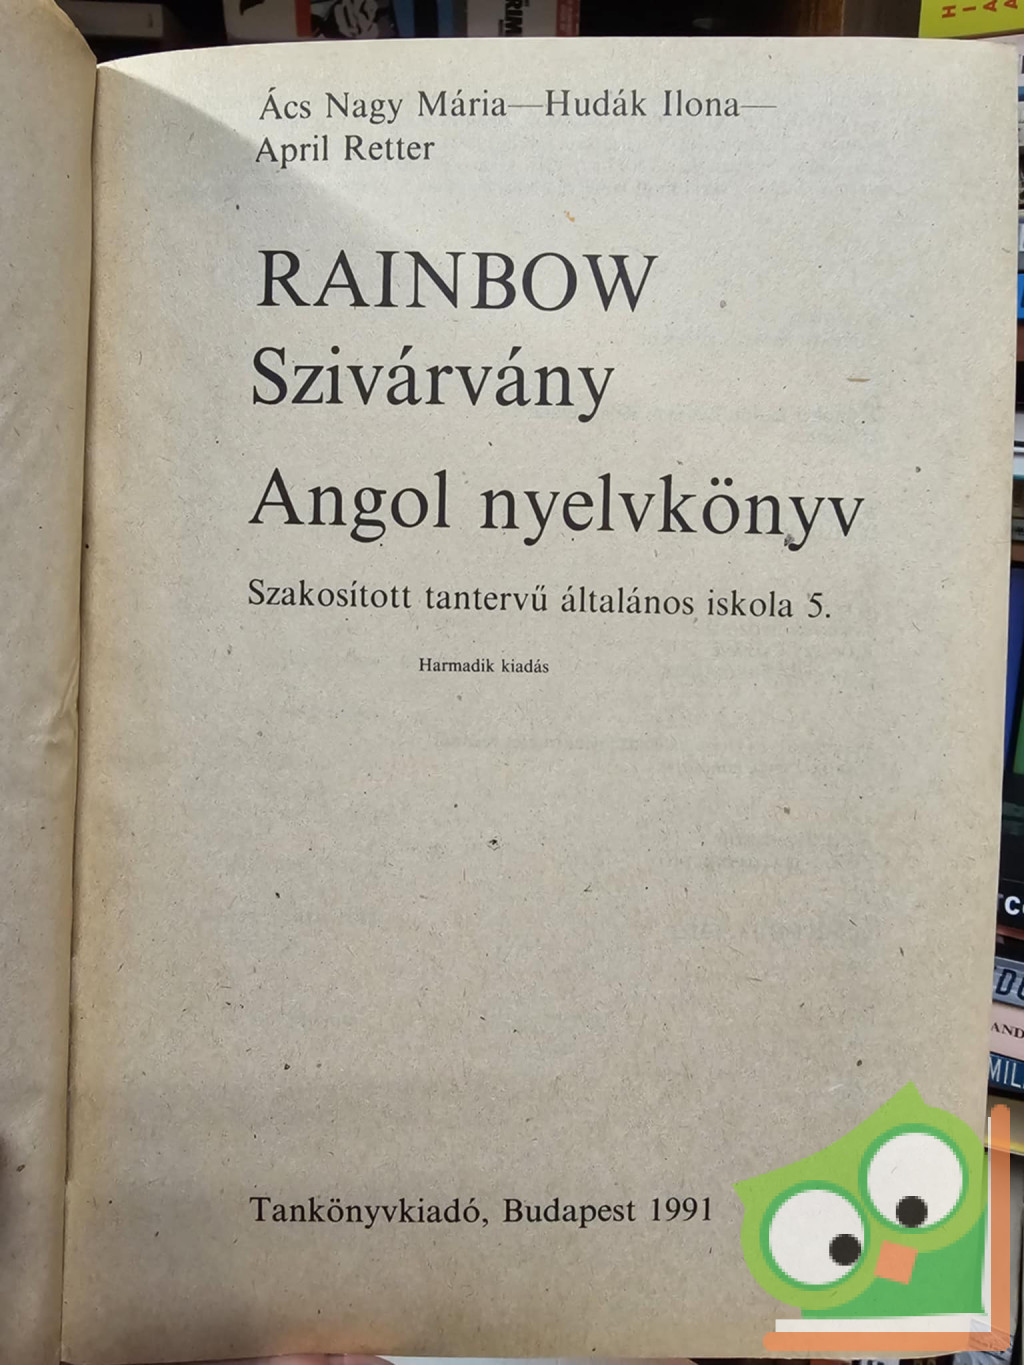 Ács Nagy Mária—Hudák Ilona—
April Retter
RAINBOW
Szivárvány
Angol nyelvkönyv
Szakosított tantervű általános iskola 5.
Harmadik kiadás
Tankönyvkiadó, Budapest 1991